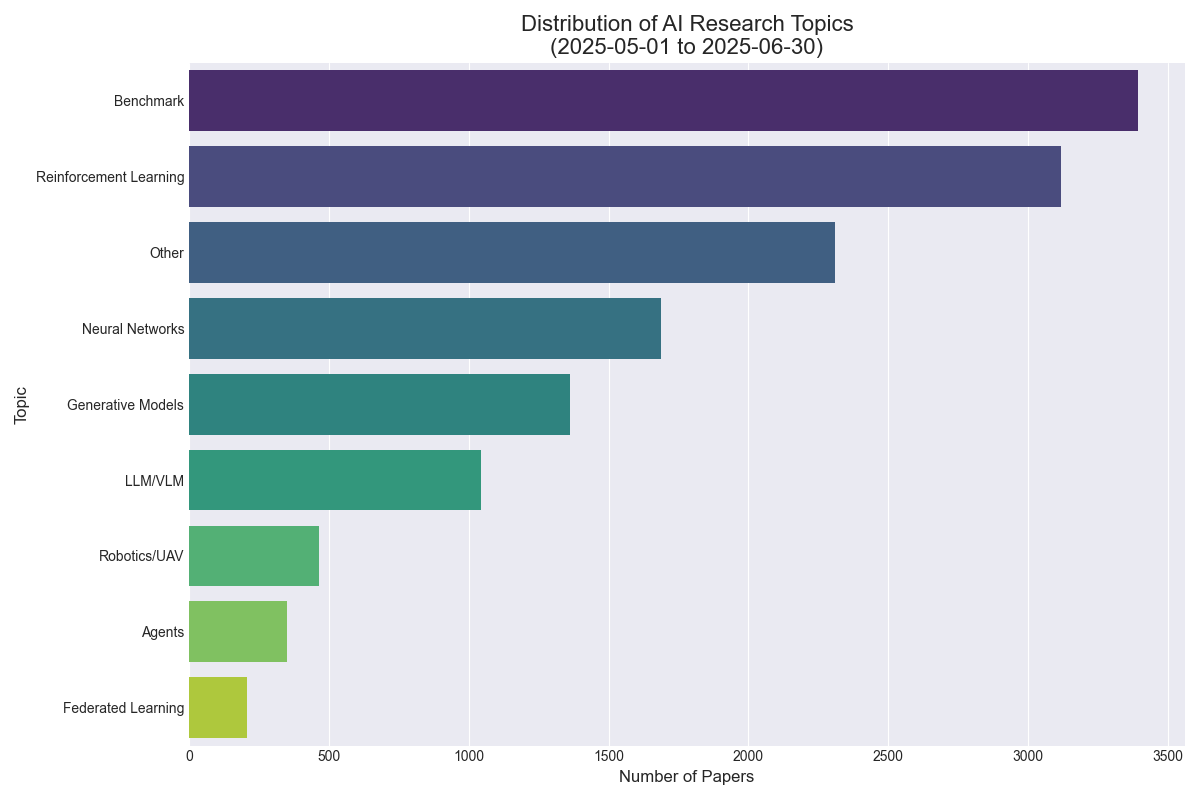 Distribution of AI Research Topics
(2025-05-01 to 2025-06-30)
Topic
Benchmark
Reinforcement Learning
Other
Neural Networks
Generative Models
LLM/VLM
Robotics/UAV
Agents
Federated Learning
0 500 1000 1500 2000 2500 3000 3500
Number of Papers